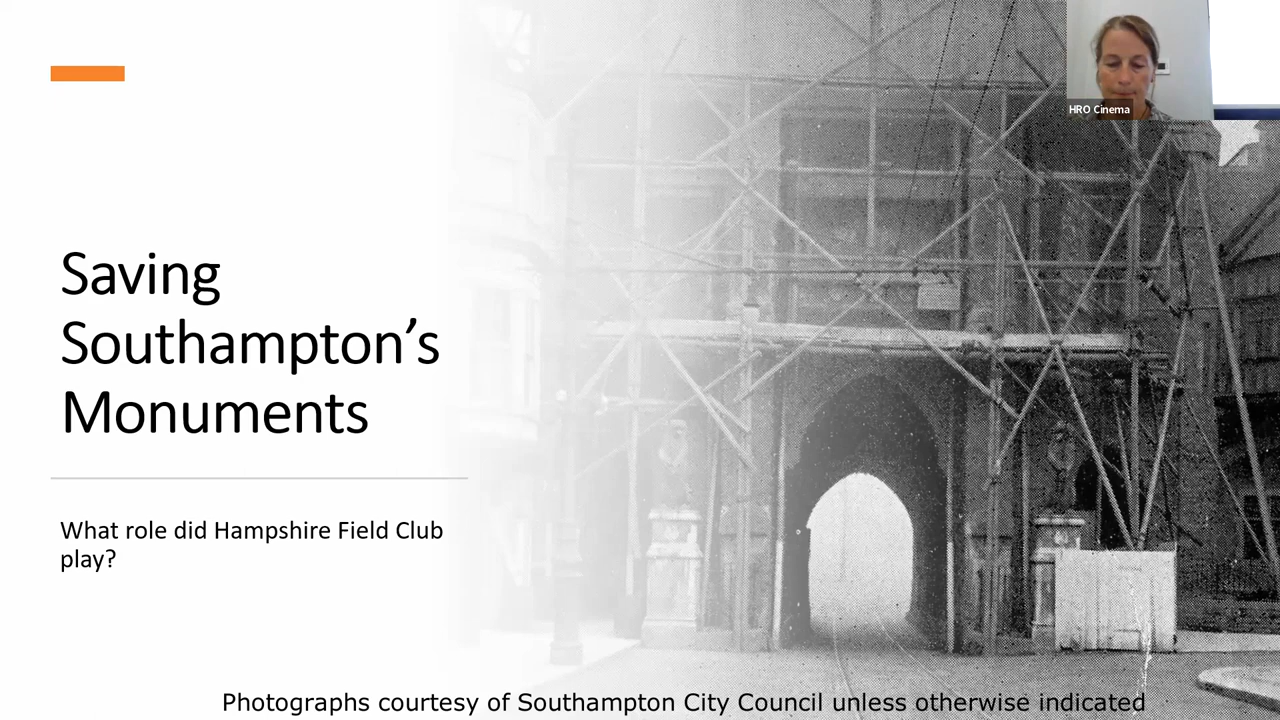 HRO Cinema
Saving
Southampton’s
Monuments
What role did Hampshire Field Club
play?
Photographs courtesy of Southampton City Council unless otherwise indicated